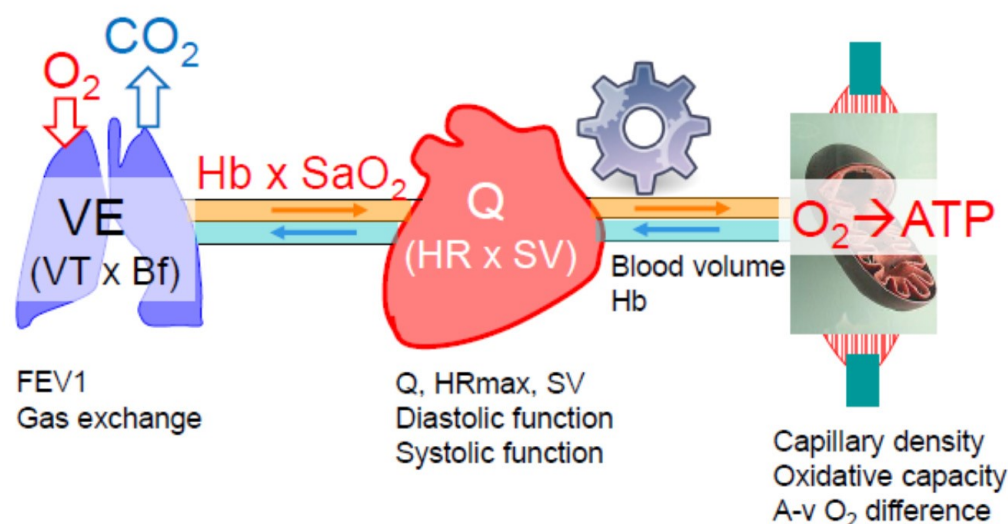 CO₂
O₂
Hb x SaO₂
VE
(VT x Bf)
Q
(HR x SV)
O₂→ATP
Blood volume
Hb
FEV1
Gas exchange
Q, HRmax, SV
Diastolic function
Systolic function
Capillary density
Oxidative capacity
A-v O₂ difference